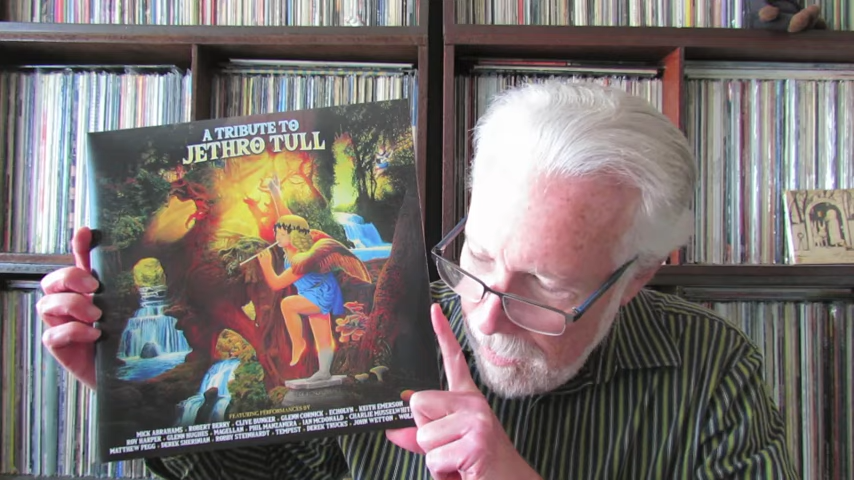 A TRIBUTE TO
JETHRO TULL
FEATURING PERFORMANCES BY
MICK ABRAHAMS • ROBERT BERRY • CLIVE BUNKER • GLENN CORNICK • ECHOLYN • KEITH EMERSON
ROY HARPER • GLENN HUGHES • MAGELLAN • PHIL MANZANERA • IAN MCDONALD • CHARLIE MUSSELWHITE
MATTHEW PEGG • DEREK SHERINIAN • ROBBY STEINHARDT • TEMPEST • DEREK TRUCKS • JOHN WETTON •